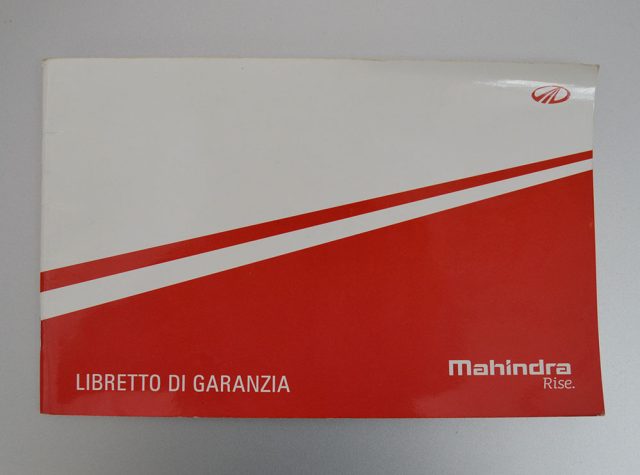 LIBRETTO DI GARANZIA
Mahindra
Rise.